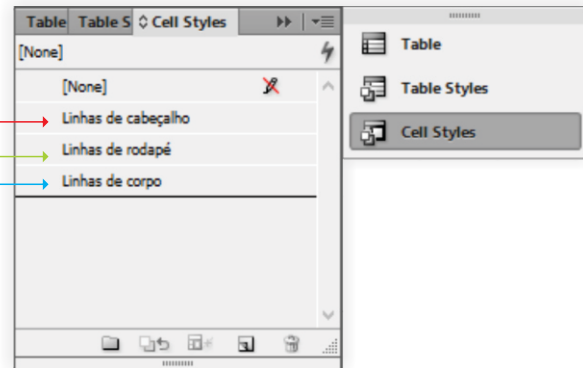 Table Table S Cell Styles
[None]
[None]
Linhas de cabeçalho
Linhas de rodapé
Linhas de corpo
Table
Table Styles
Cell Styles